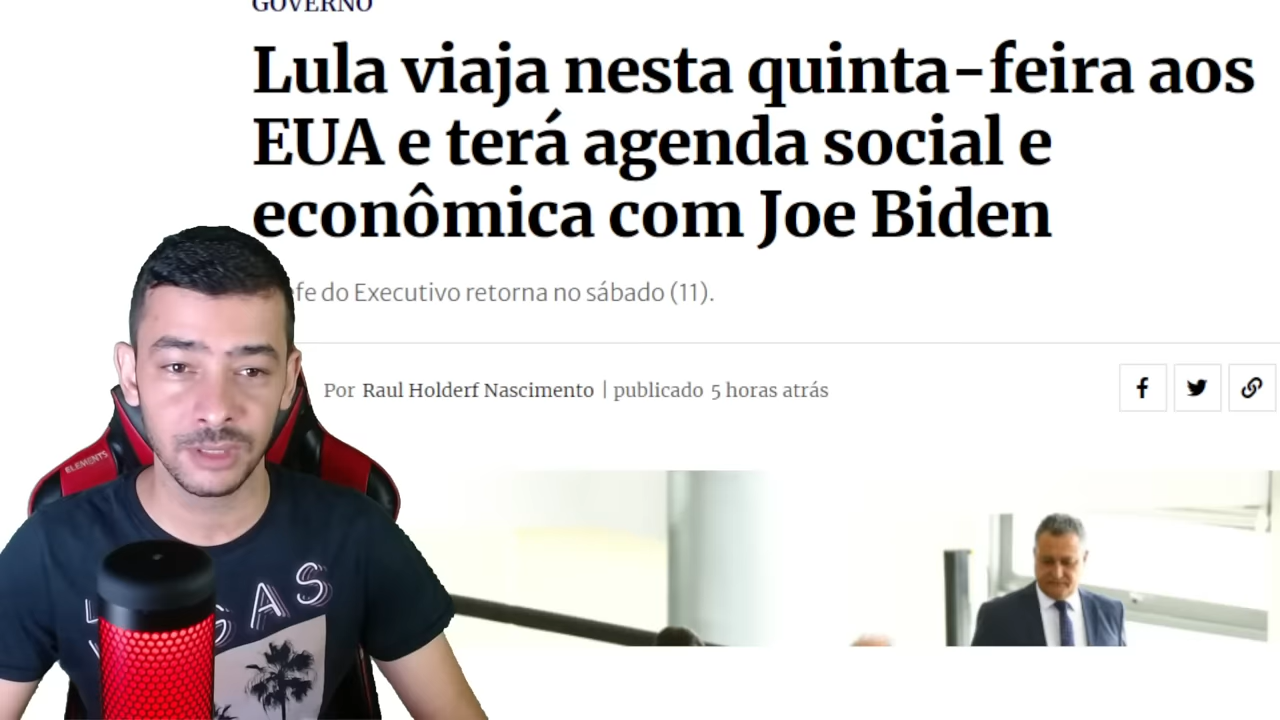 GOVERNO
Lula viaja nesta quinta-feira aos
EUA e terá agenda social e
econômica com Joe Biden
fe do Executivo retorna no sábado (11).
Por Raul Holderf Nascimento | publicado 5 horas atrás
ELEMENTS
GAS